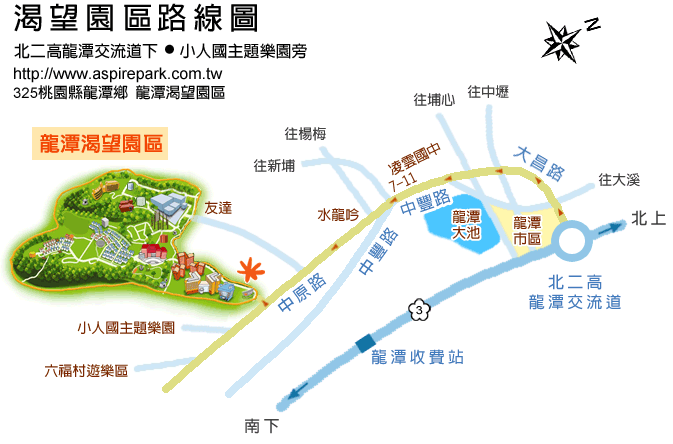 渴望園區路線圖
北二高龍潭交流道下 ● 小人國主題樂園旁
http://www.aspirepark.com.tw
325桃園縣龍潭鄉 龍潭渴望園區
N
往埔心
往中壢
往楊梅
龍潭渴望園區
往新埔
凌雲國中
7-11
大昌路
往大溪
友達
水龍吟
中豐路
龍潭
大池
龍潭
市區
北上
中豐路
中原路
北二高
龍潭交流道
3
小人國主題樂園
龍潭收費站
六福村遊樂區
南下